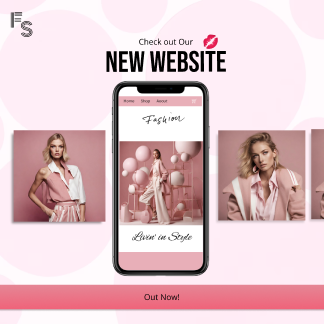 FS
Check out Our
NEW WEBSITE
Home Shop About
Fashion
Livin' in Style
Out Now!